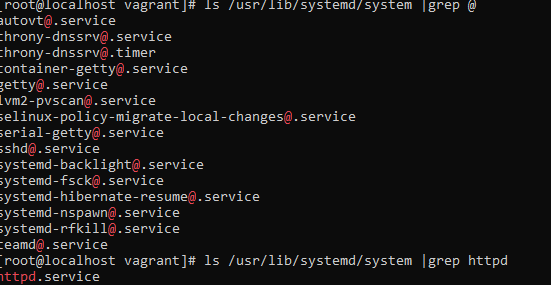 [root@localhost vagrant]# ls /usr/lib/systemd/system |grep @
autovt@.service
chrony-dnssrv@.service
chrony-dnssrv@.timer
container-getty@.service
getty@.service
lvm2-pvscan@.service
selinux-policy-migrate-local-changes@.service
serial-getty@.service
sshd@.service
systemd-backlight@.service
systemd-fsck@.service
systemd-hibernate-resume@.service
systemd-nspawn@.service
systemd-rfkill@.service
teamd@.service
[root@localhost vagrant]# ls /usr/lib/systemd/system |grep httpd
httpd.service